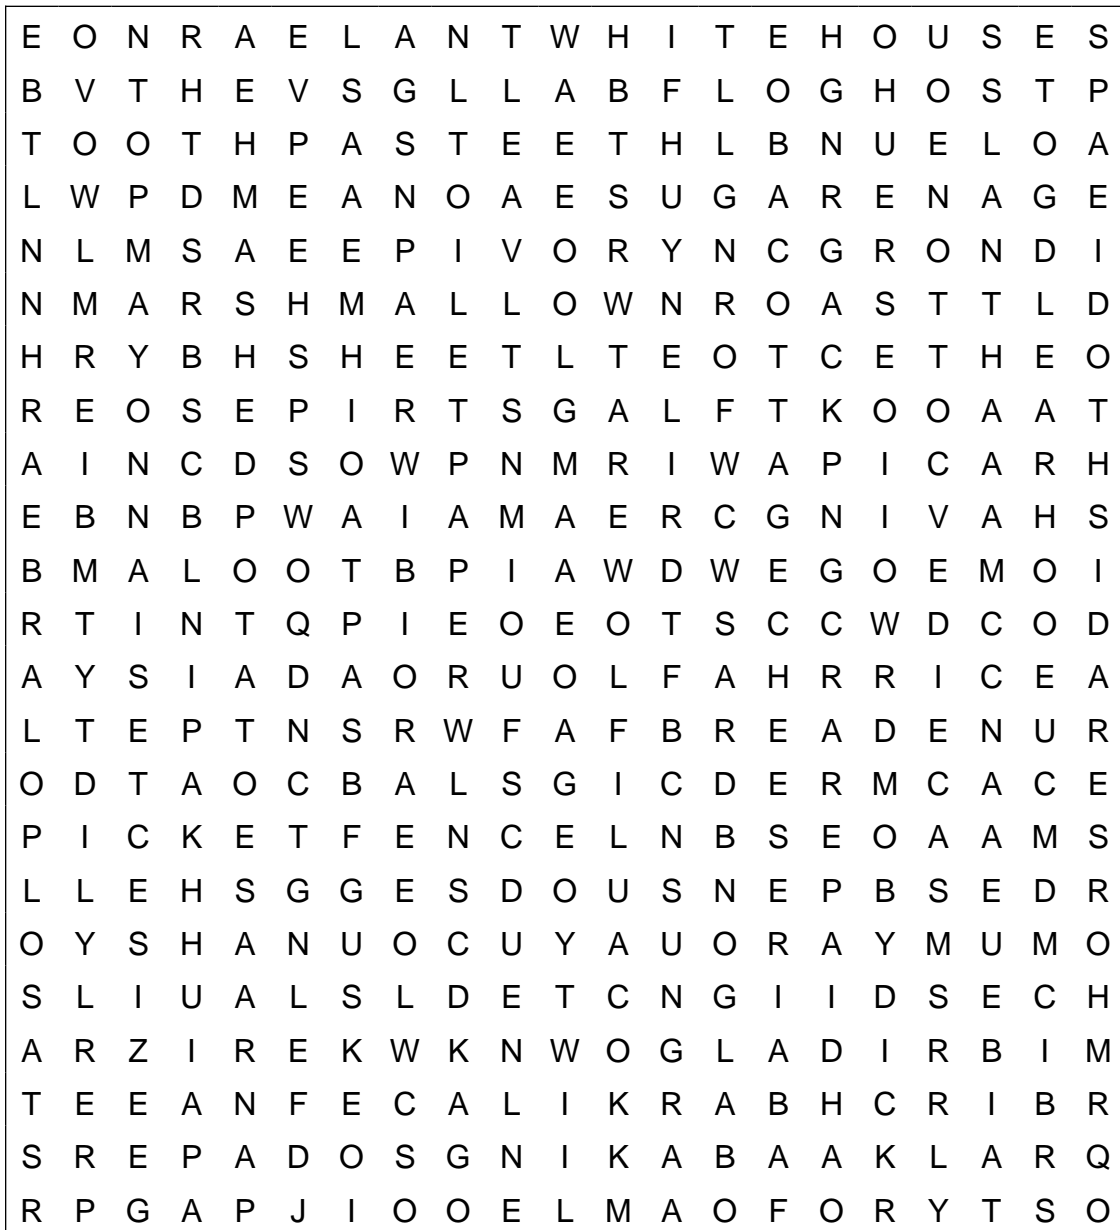 E O N R A E L A N T W H I T E H O U S E S
B V T H E V S G L L A B F L O G H O S T P
T O O T H P A S T E E T H L B N U E L O A
L W P D M E A N O A E S U G A R E N A G E
N L M S A E E P I V O R Y N C G R O N D I
N M A R S H M A L L O W N R O A S T T L D
H R Y B H S H E E T L T E O T C E T H E O
R E O S E P I R T S G A L F T K O O A A T
A I N C D S O W P N M R I W A P I C A R H
E B N B P W A I A M A E R C G N I V A H S
B M A L O O T B P I A W D W E G O E M O I
R T I N T Q P I E O E O T S C C W D C O D
A Y S I A D A O R U O L F A H R R I C E A
L T E P T N S R W F A F B R E A D E N U R
O D T A O C B A L S G I C D E R M C A C E
P I C K E T F E N C E L N B S E O A A M S
L L E H S G G E S D O U S N E P B S E D R
O Y S H A N U O C U Y A U O R A Y M U M O
S L I U A L S L D E T C N G I I D S E C H
A R Z I R E K W K N W O G L A D I R B I M
T E E A N F E C A L I K R A B H C R I B R
S R E P A D O S G N I K A B A A K L A R Q
R P G A P J I O O E L M A O F O R Y T S O